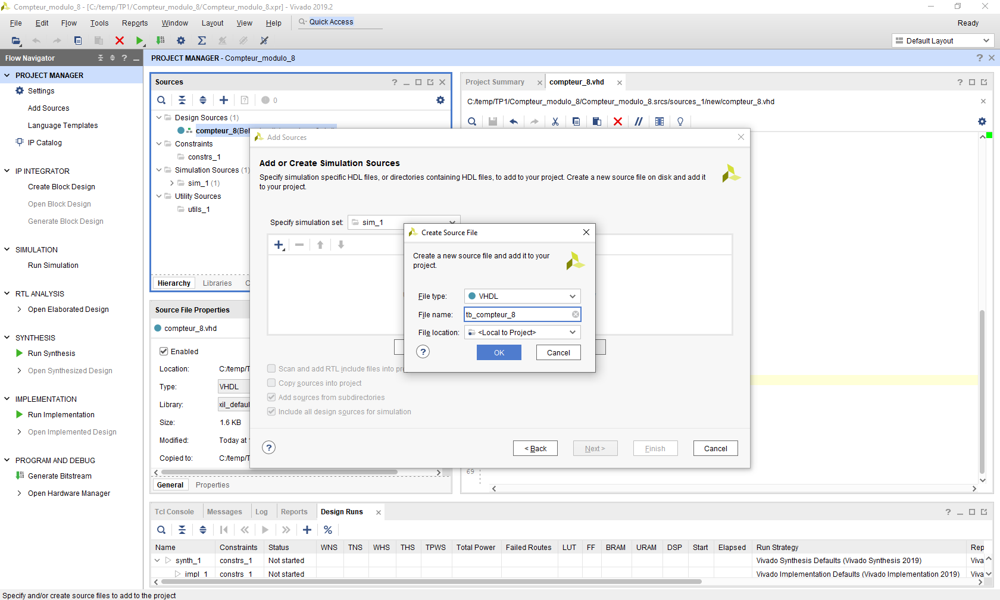 Compteur_modulo_8 - [C:/temp/TP1/Compteur_modulo_8/Compteur_modulo_8.xpr] - Vivado 2019.2
File Edit Flow Tools Reports Window Layout View Help Quick Access Ready
Default Layout
Flow Navigator
PROJECT MANAGER - Compteur_modulo_8
PROJECT MANAGER
Settings
Add Sources
Language Templates
IP Catalog
IP INTEGRATOR
Create Block Design
Open Block Design
Generate Block Design
SIMULATION
Run Simulation
RTL ANALYSIS
Open Elaborated Design
SYNTHESIS
Run Synthesis
Open Synthesized Design
IMPLEMENTATION
Run Implementation
Open Implemented Design
PROGRAM AND DEBUG
Generate Bitstream
Open Hardware Manager
Sources
0
Design Sources (1)
compteur_8(Be
Constraints
constrs_1
Simulation Sources (1)
sim_1 (1)
Utility Sources
utils_1
Hierarchy Libraries
Source File Properties
compteur_8.vhd
Enabled
Location: C:/temp/T
Type: VHDL
Library: xil_defaul
Size: 1.6 KB
Modified: Today at
Copied to: C:/temp/T
General Properties
Project Summary compteur_8.vhd
C:/temp/TP1/Compteur_modulo_8/Compteur_modulo_8.srcs/sources_1/new/compteur_8.vhd
69
Add Sources
Add or Create Simulation Sources
Specify simulation specific HDL files, or directories containing HDL files, to add to your project. Create a new source file on disk and add it
to your project.
Specify simulation set: sim_1
Scan and add RTL include files into pr
Copy sources into project
Add sources from subdirectories
Include all design sources for simulation
? < Back Next > Finish Cancel
Create Source File
Create a new source file and add it to your
project.
File type: VHDL
File name: tb_compteur_8
File location: <Local to Project>
? OK Cancel
Tcl Console Messages Log Reports Design Runs
Name Constraints Status WNS TNS WHS THS TPWS Total Power Failed Routes LUT FF BRAM URAM DSP Start Elapsed Run Strategy Rep
synth_1 constrs_1 Not started Vivado Synthesis Defaults (Vivado Synthesis 2019) Viva
impl_1 constrs_1 Not started Vivado Implementation Defaults (Vivado Implementation 2019) Viva
Specify and/or create source files to add to the project